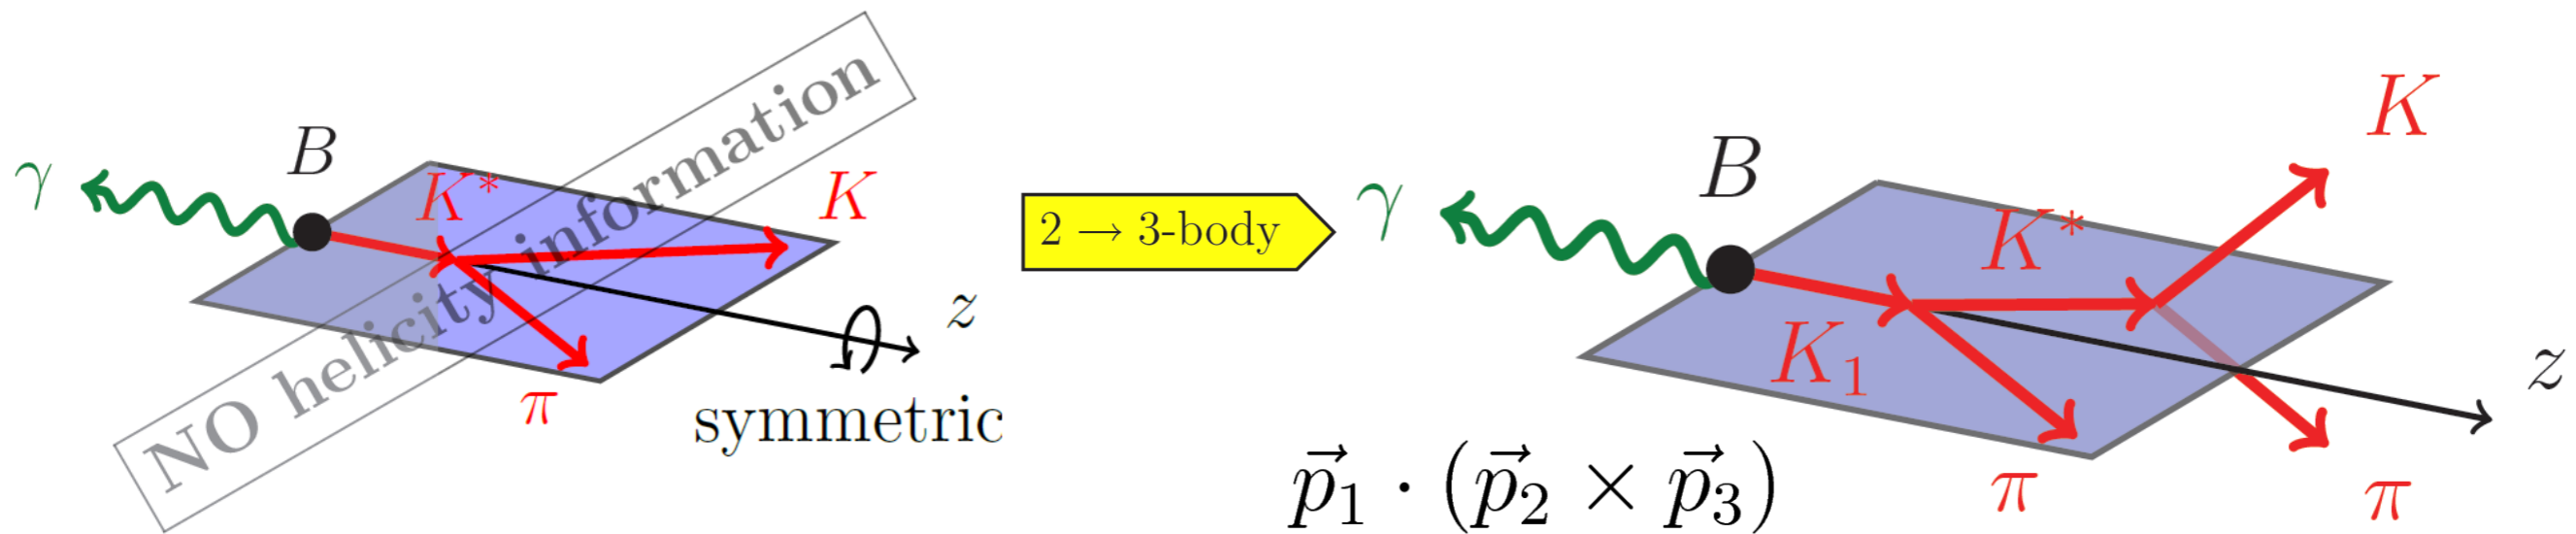 γ
B
K*
K
π
z
symmetric
NO helicity information
2 → 3-body
γ
B
K₁
K*
K
π
π
z
p⃗₁ · (p⃗₂ × p⃗₃)